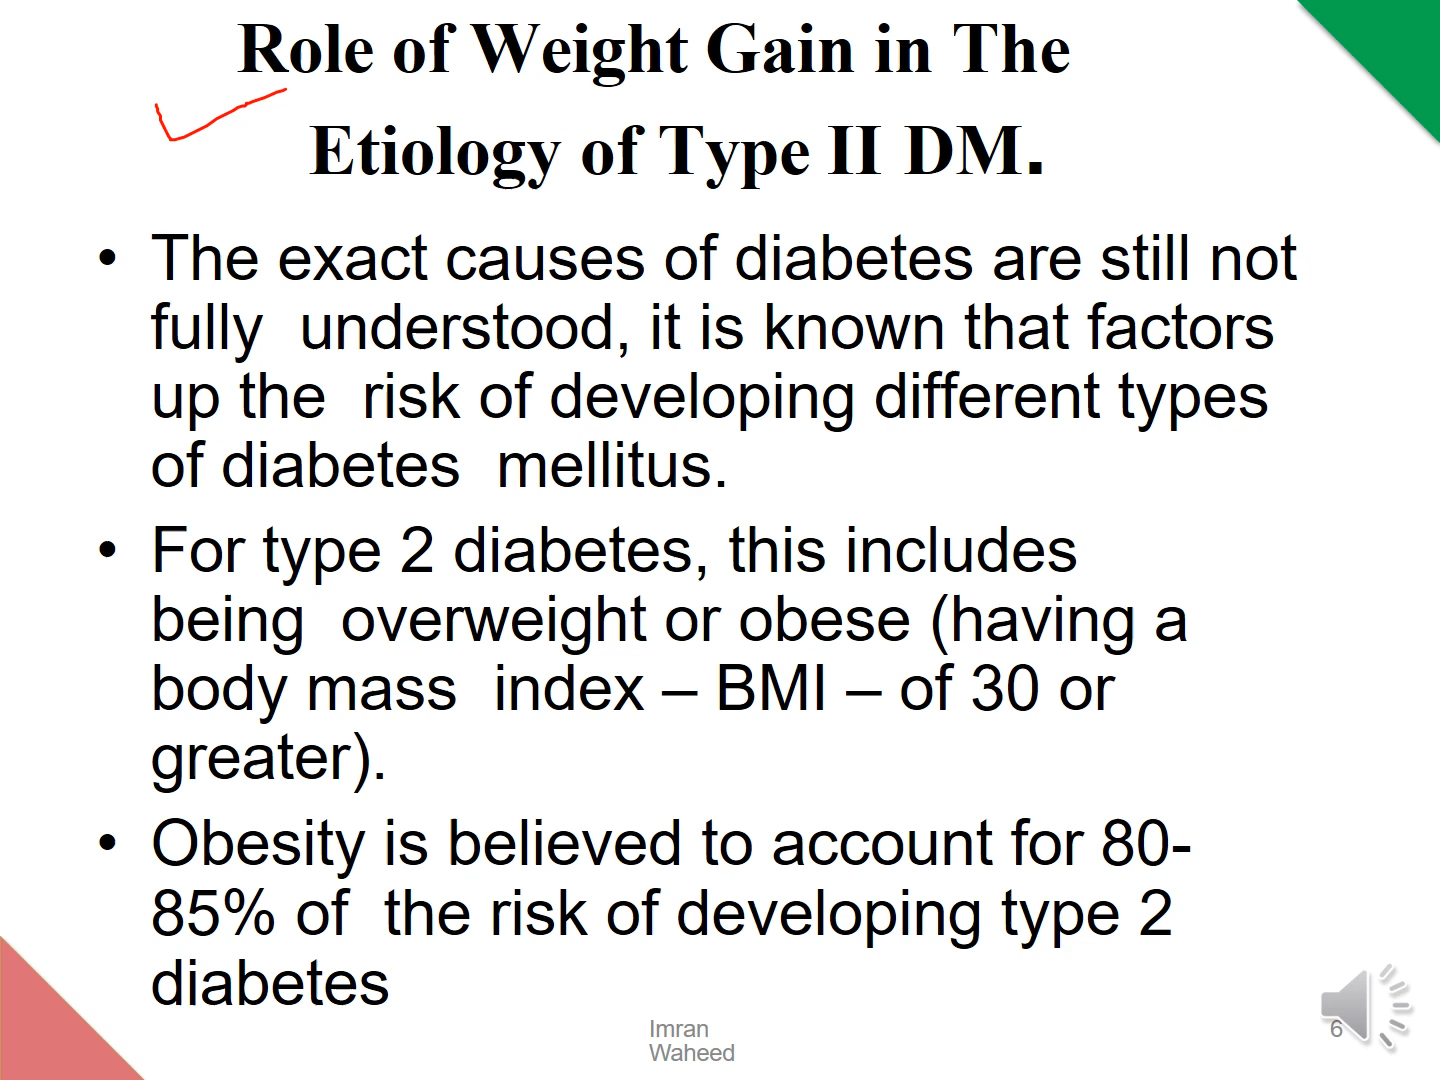 Role of Weight Gain in The
Etiology of Type II DM.
• The exact causes of diabetes are still not
fully understood, it is known that factors
up the risk of developing different types
of diabetes mellitus.
• For type 2 diabetes, this includes
being overweight or obese (having a
body mass index – BMI – of 30 or
greater).
• Obesity is believed to account for 80-
85% of the risk of developing type 2
diabetes
Imran
Waheed
6